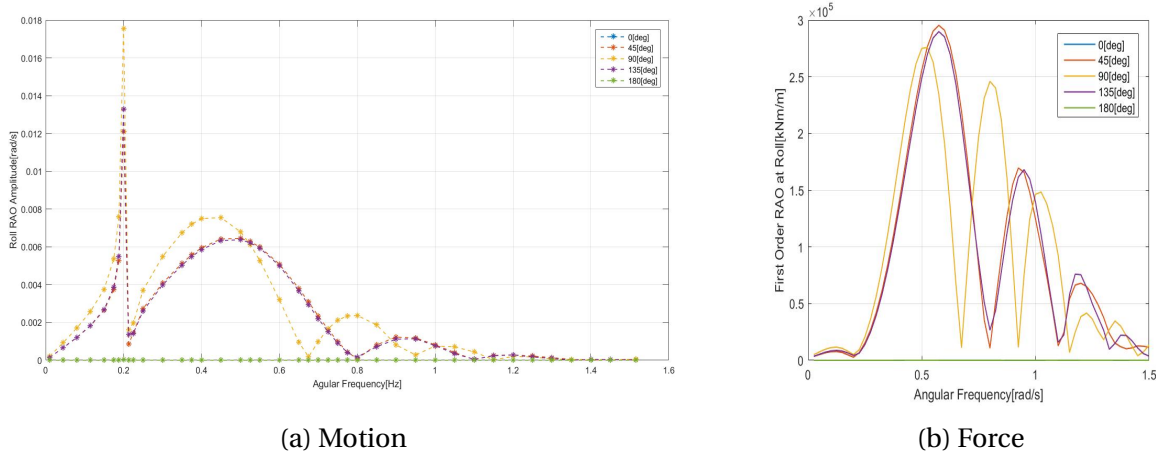 0.018
0.016
0.014
0.012
0.01
0.008
0.006
0.004
0.002
0
Roll RAO Amplitude[rad/s]
0 0.2 0.4 0.6 0.8 1 1.2 1.4 1.6
Agular Frequency[Hz]
0[deg]
45[deg]
90[deg]
135[deg]
180[deg]
(a) Motion
×10⁵
3
2.5
2
1.5
1
0.5
0
First Order RAO at Roll[kNm/m]
0 0.5 1 1.5
Angular Frequency[rad/s]
0[deg]
45[deg]
90[deg]
135[deg]
180[deg]
(b) Force